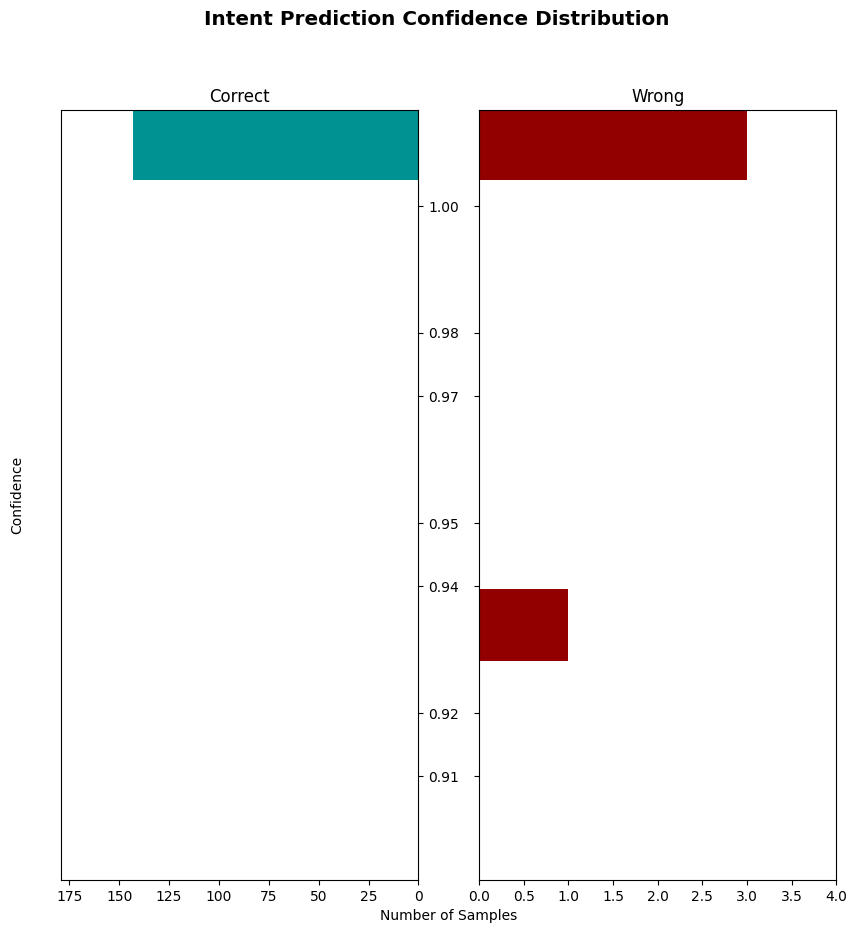 Intent Prediction Confidence Distribution
Correct
Wrong
1.00
0.98
0.97
0.95
0.94
0.92
0.91
Confidence
175 150 125 100 75 50 25 0
0.0 0.5 1.0 1.5 2.0 2.5 3.0 3.5 4.0
Number of Samples